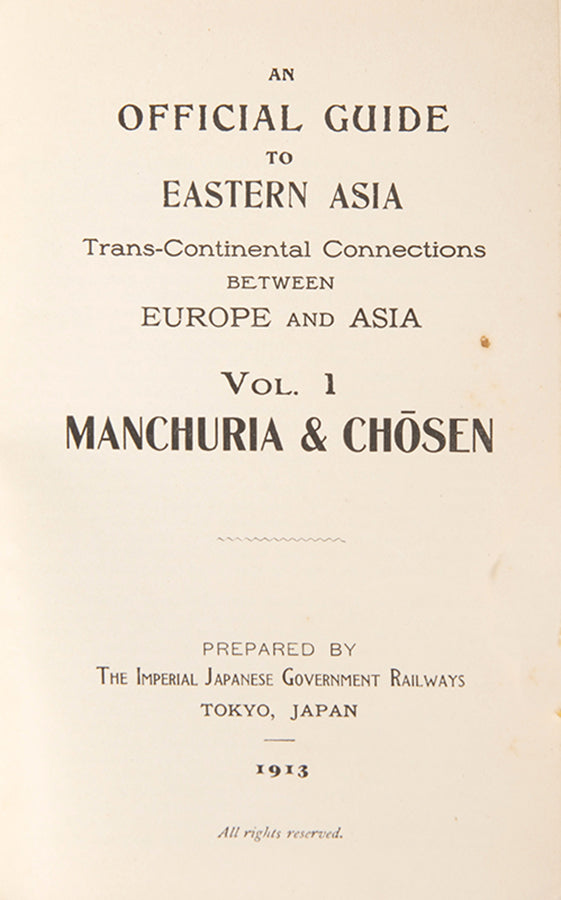 AN
OFFICIAL GUIDE
TO
EASTERN ASIA
Trans-Continental Connections
BETWEEN
EUROPE AND ASIA
VOL. 1
MANCHURIA & CHŌSEN
PREPARED BY
THE IMPERIAL JAPANESE GOVERNMENT RAILWAYS
TOKYO, JAPAN
1913
All rights reserved.